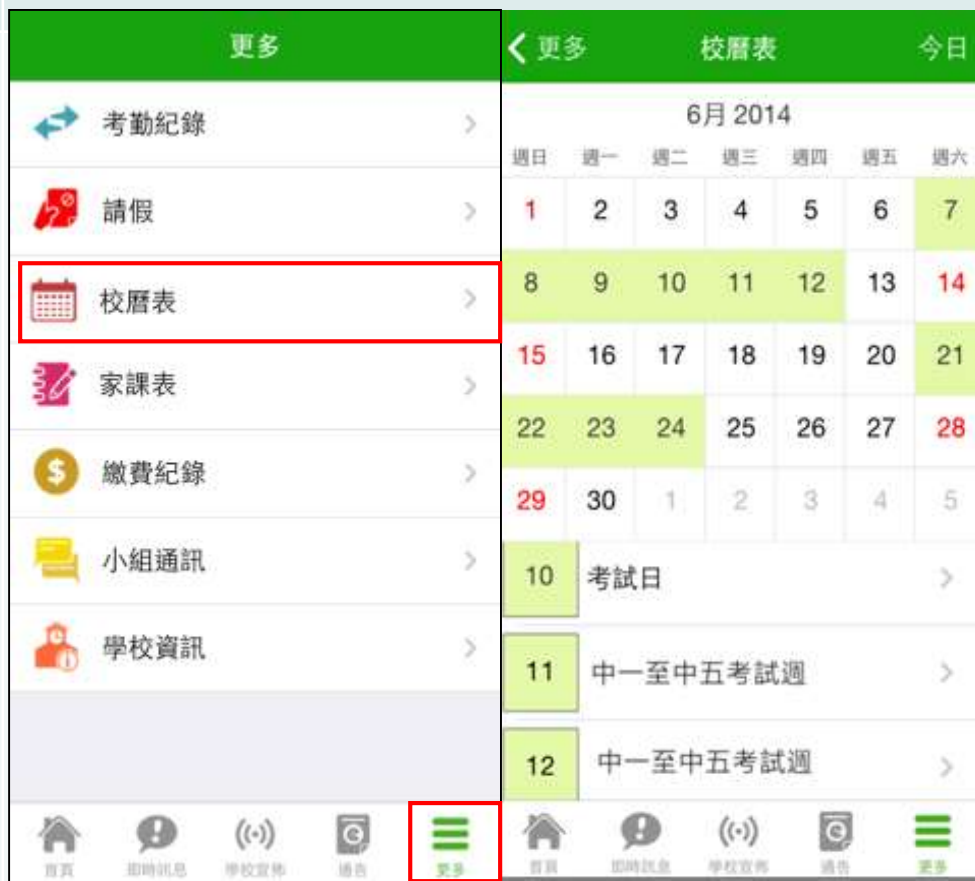 更多
考勤紀錄
請假
校曆表
家課表
繳費紀錄
小組通訊
學校資訊
首頁 即時訊息 學校宣佈 通告 更多
更多 校曆表 今日
6月 2014
週日 週一 週二 週三 週四 週五 週六
1 2 3 4 5 6 7
8 9 10 11 12 13 14
15 16 17 18 19 20 21
22 23 24 25 26 27 28
29 30 1 2 3 4 5
10 考試日
11 中一至中五考試週
12 中一至中五考試週
首頁 即時訊息 學校宣佈 通告 更多